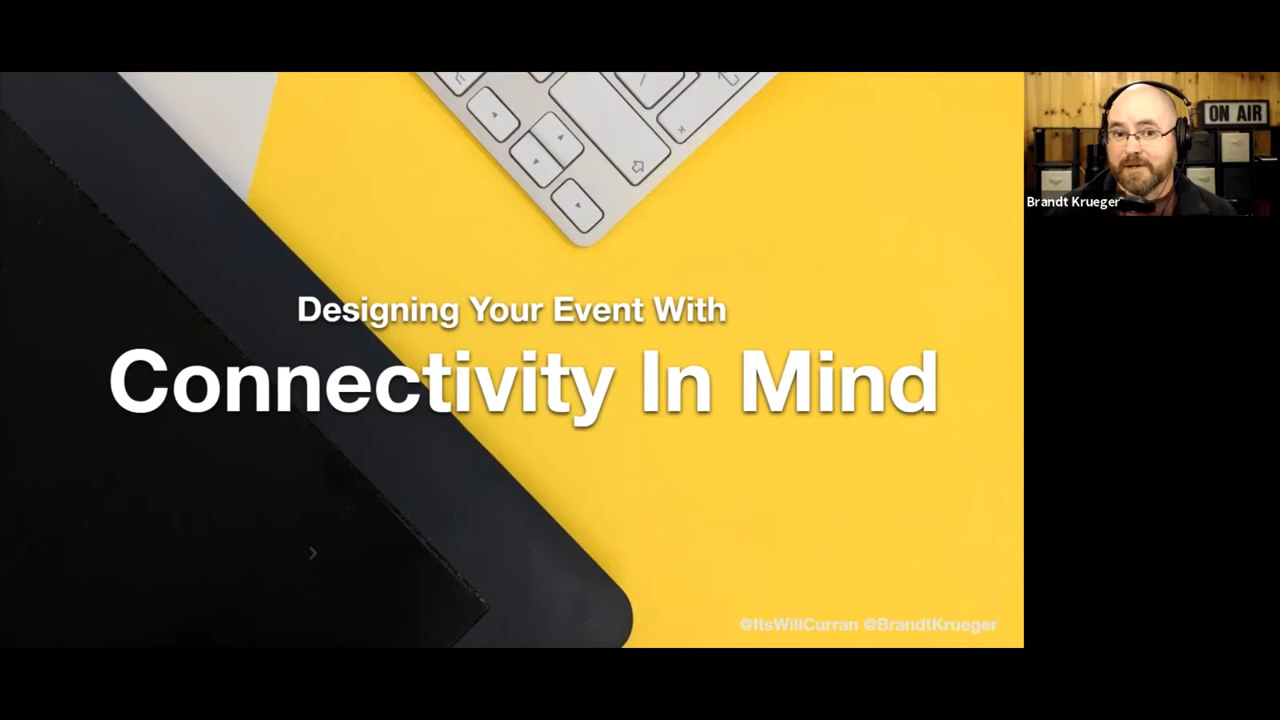 Designing Your Event With
Connectivity In Mind
@ItsWillCurran @BrandtKrueger
ON AIR
Brandt Krueger